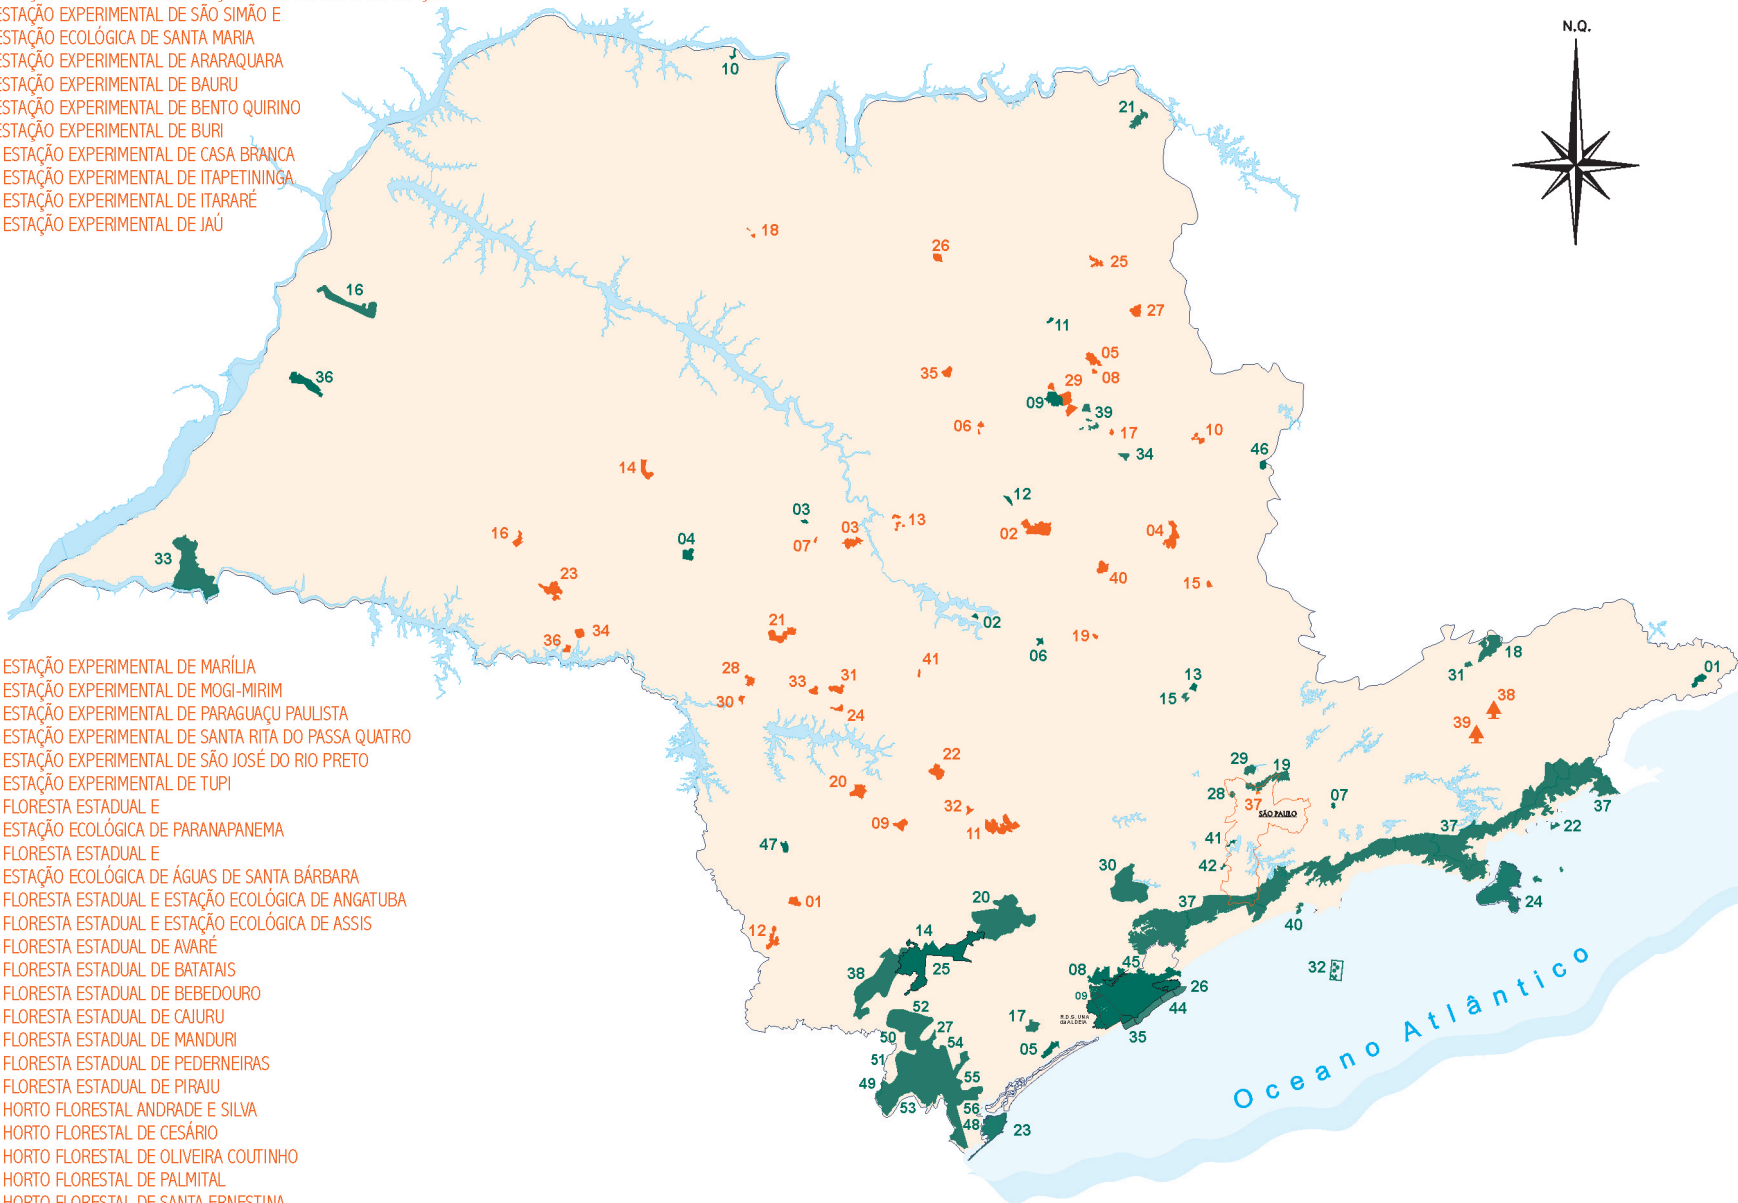 ESTAÇÃO EXPERIMENTAL DE SÃO SIMÃO E
ESTAÇÃO ECOLÓGICA DE SANTA MARIA
ESTAÇÃO EXPERIMENTAL DE ARARAQUARA
ESTAÇÃO EXPERIMENTAL DE BAURU
ESTAÇÃO EXPERIMENTAL DE BENTO QUIRINO
ESTAÇÃO EXPERIMENTAL DE BURI
ESTAÇÃO EXPERIMENTAL DE CASA BRANCA
ESTAÇÃO EXPERIMENTAL DE ITAPETININGA
ESTAÇÃO EXPERIMENTAL DE ITARARÉ
ESTAÇÃO EXPERIMENTAL DE JAÚ
N.Q.
10
21
18
26
25
16
27
11
05
36
35
08
29
09
39
06
17
10
34
46
14
12
03
13
03
02
04
16
07
04
33
40
23
15
02
21
34
19
36
06
18
41
13
31
01
28
33
31
15
30
24
38
39
22
29
19
20
28
37
07
37
32
SÃO PAULO
09
11
37
22
47
41
42
30
01
20
37
24
12
14
40
45
38
25
08
32
26
09
44
52
17
R.D.S. UNA
DA ALDEIA
35
50
27
54
05
51
49
55
53
56
48
23
Oceano Atlântico
ESTAÇÃO EXPERIMENTAL DE MARÍLIA
ESTAÇÃO EXPERIMENTAL DE MOGI-MIRIM
ESTAÇÃO EXPERIMENTAL DE PARAGUAÇU PAULISTA
ESTAÇÃO EXPERIMENTAL DE SANTA RITA DO PASSA QUATRO
ESTAÇÃO EXPERIMENTAL DE SÃO JOSÉ DO RIO PRETO
ESTAÇÃO EXPERIMENTAL DE TUPI
FLORESTA ESTADUAL E
ESTAÇÃO ECOLÓGICA DE PARANAPANEMA
FLORESTA ESTADUAL E
ESTAÇÃO ECOLÓGICA DE ÁGUAS DE SANTA BÁRBARA
FLORESTA ESTADUAL E ESTAÇÃO ECOLÓGICA DE ANGATUBA
FLORESTA ESTADUAL E ESTAÇÃO ECOLÓGICA DE ASSIS
FLORESTA ESTADUAL DE AVARÉ
FLORESTA ESTADUAL DE BATATAIS
FLORESTA ESTADUAL DE BEBEDOURO
FLORESTA ESTADUAL DE CAJURU
FLORESTA ESTADUAL DE MANDURI
FLORESTA ESTADUAL DE PEDERNEIRAS
FLORESTA ESTADUAL DE PIRAJU
HORTO FLORESTAL ANDRADE E SILVA
HORTO FLORESTAL DE CESÁRIO
HORTO FLORESTAL DE OLIVEIRA COUTINHO
HORTO FLORESTAL DE PALMITAL
HORTO FLORESTAL DE SANTA ERNESTINA